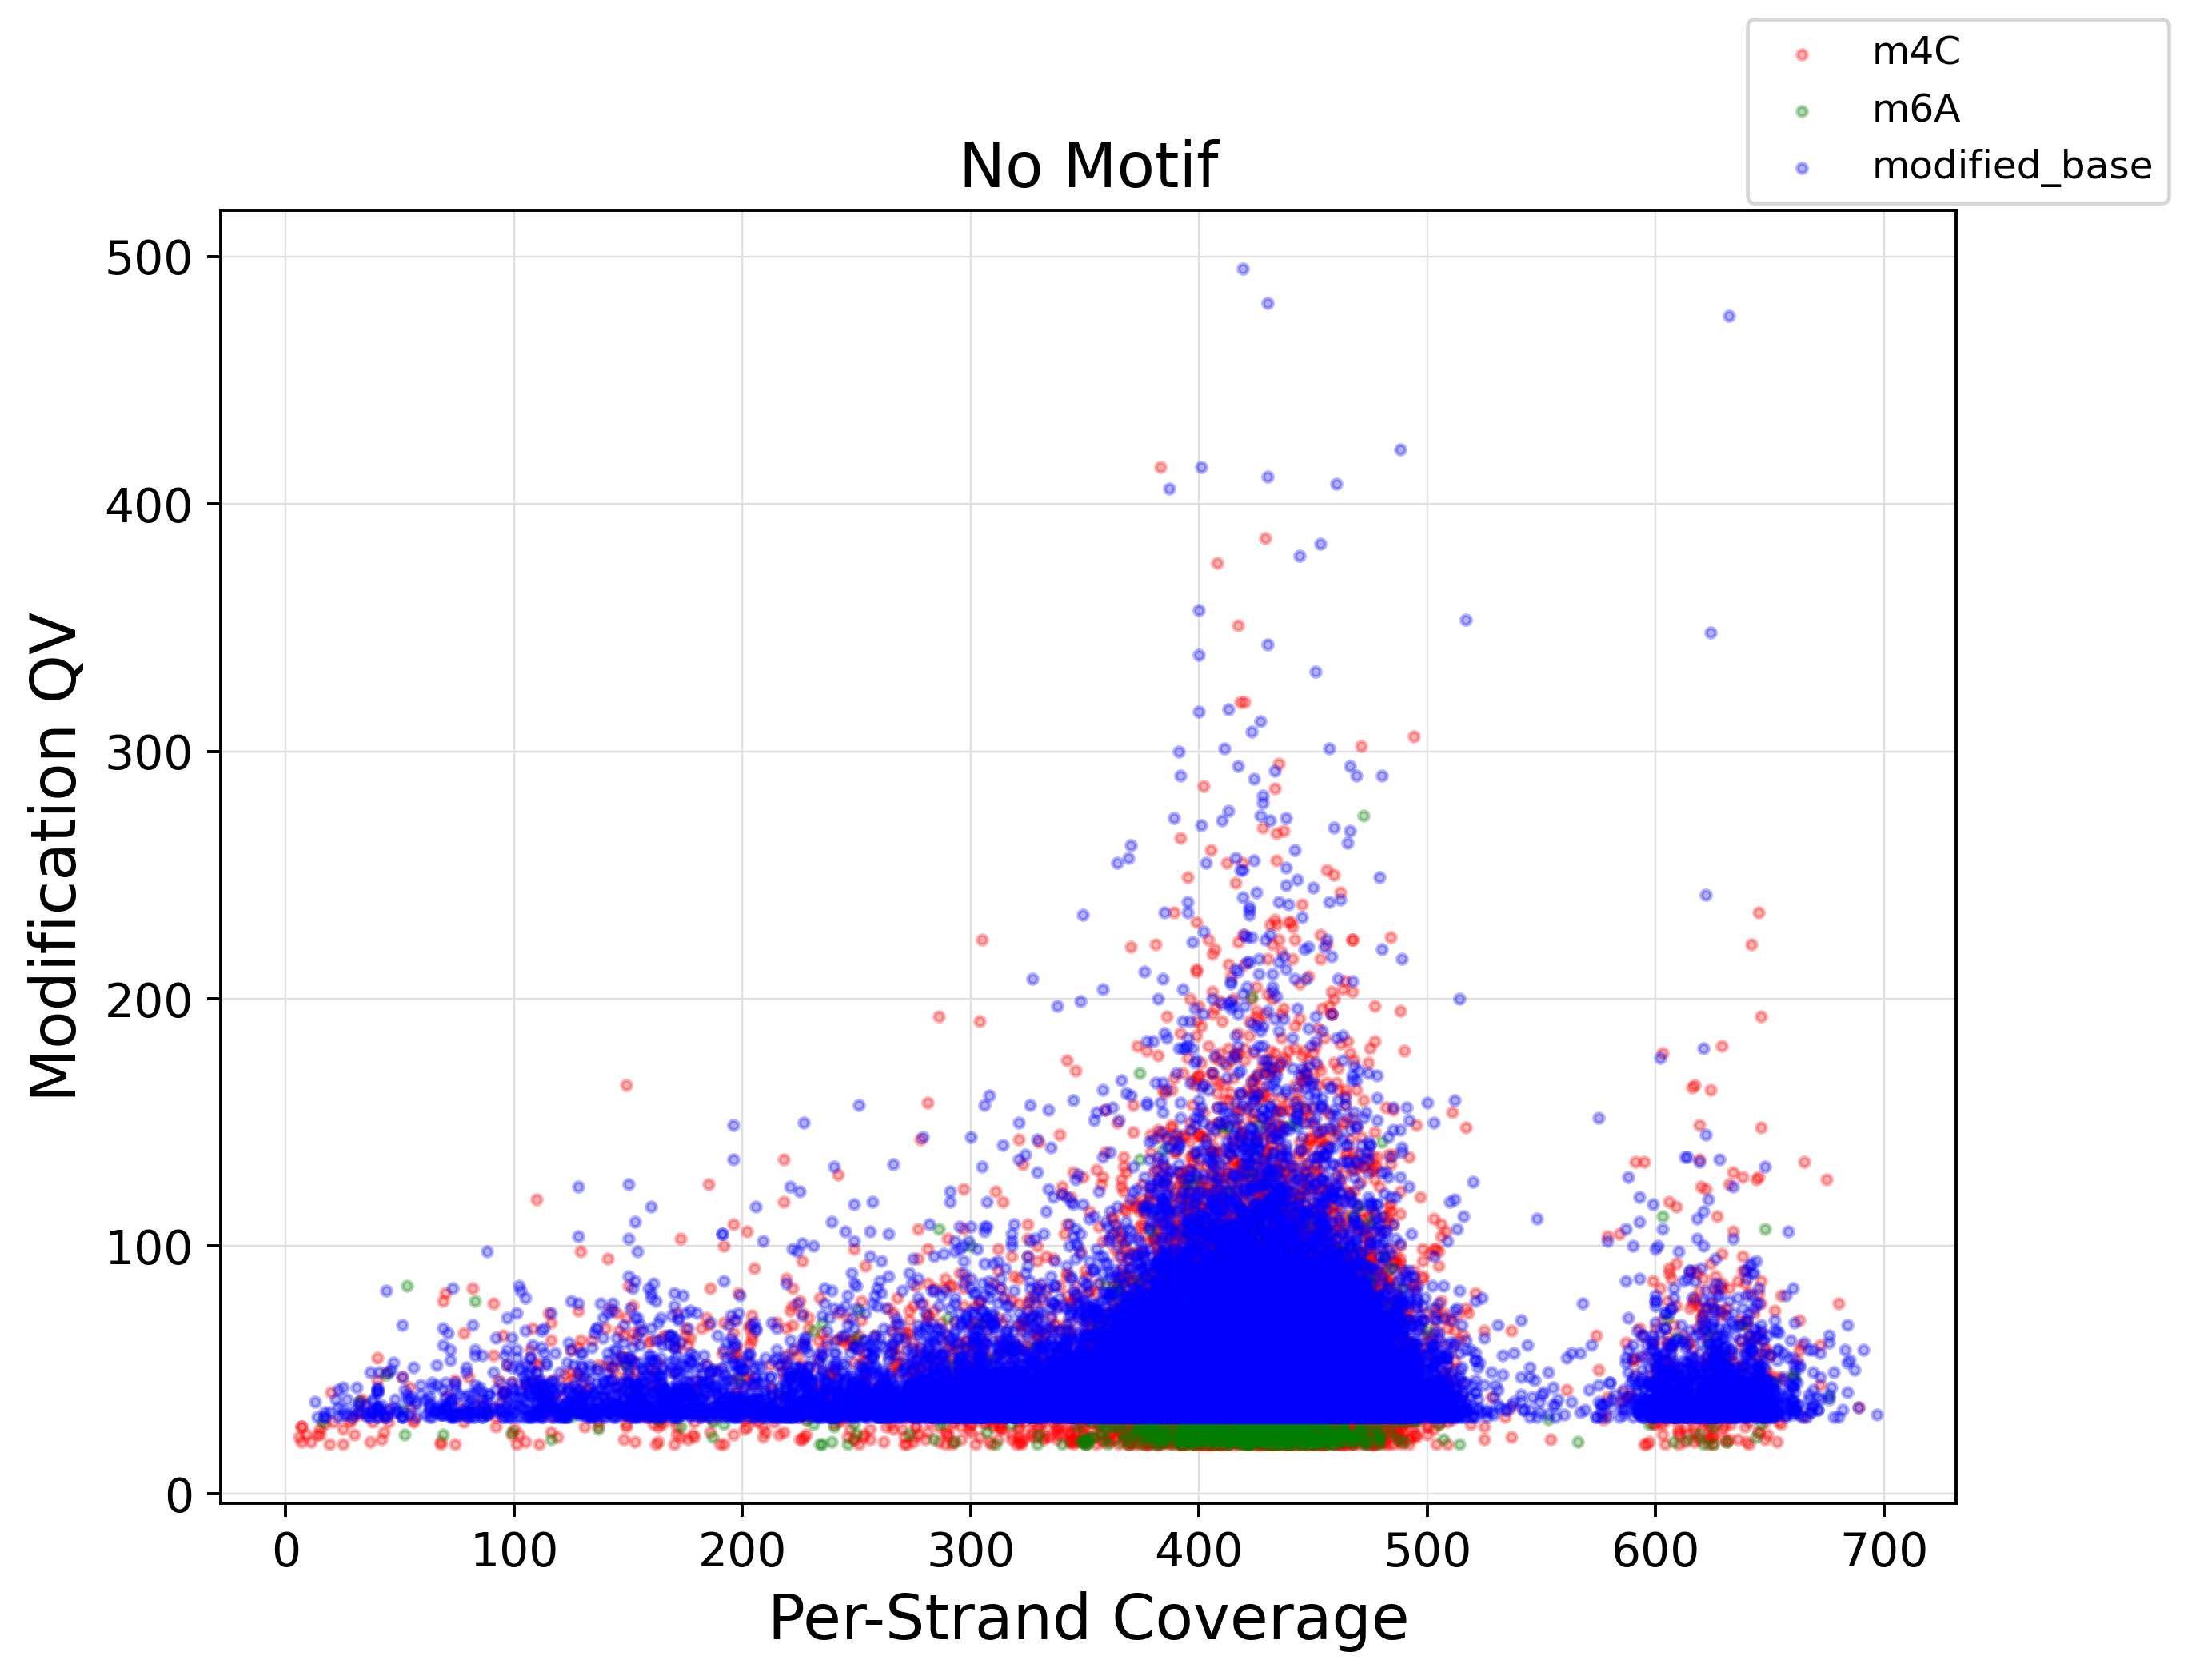 m4C
m6A
modified_base
No Motif
Modification QV
500
400
300
200
100
0
0 100 200 300 400 500 600 700
Per-Strand Coverage